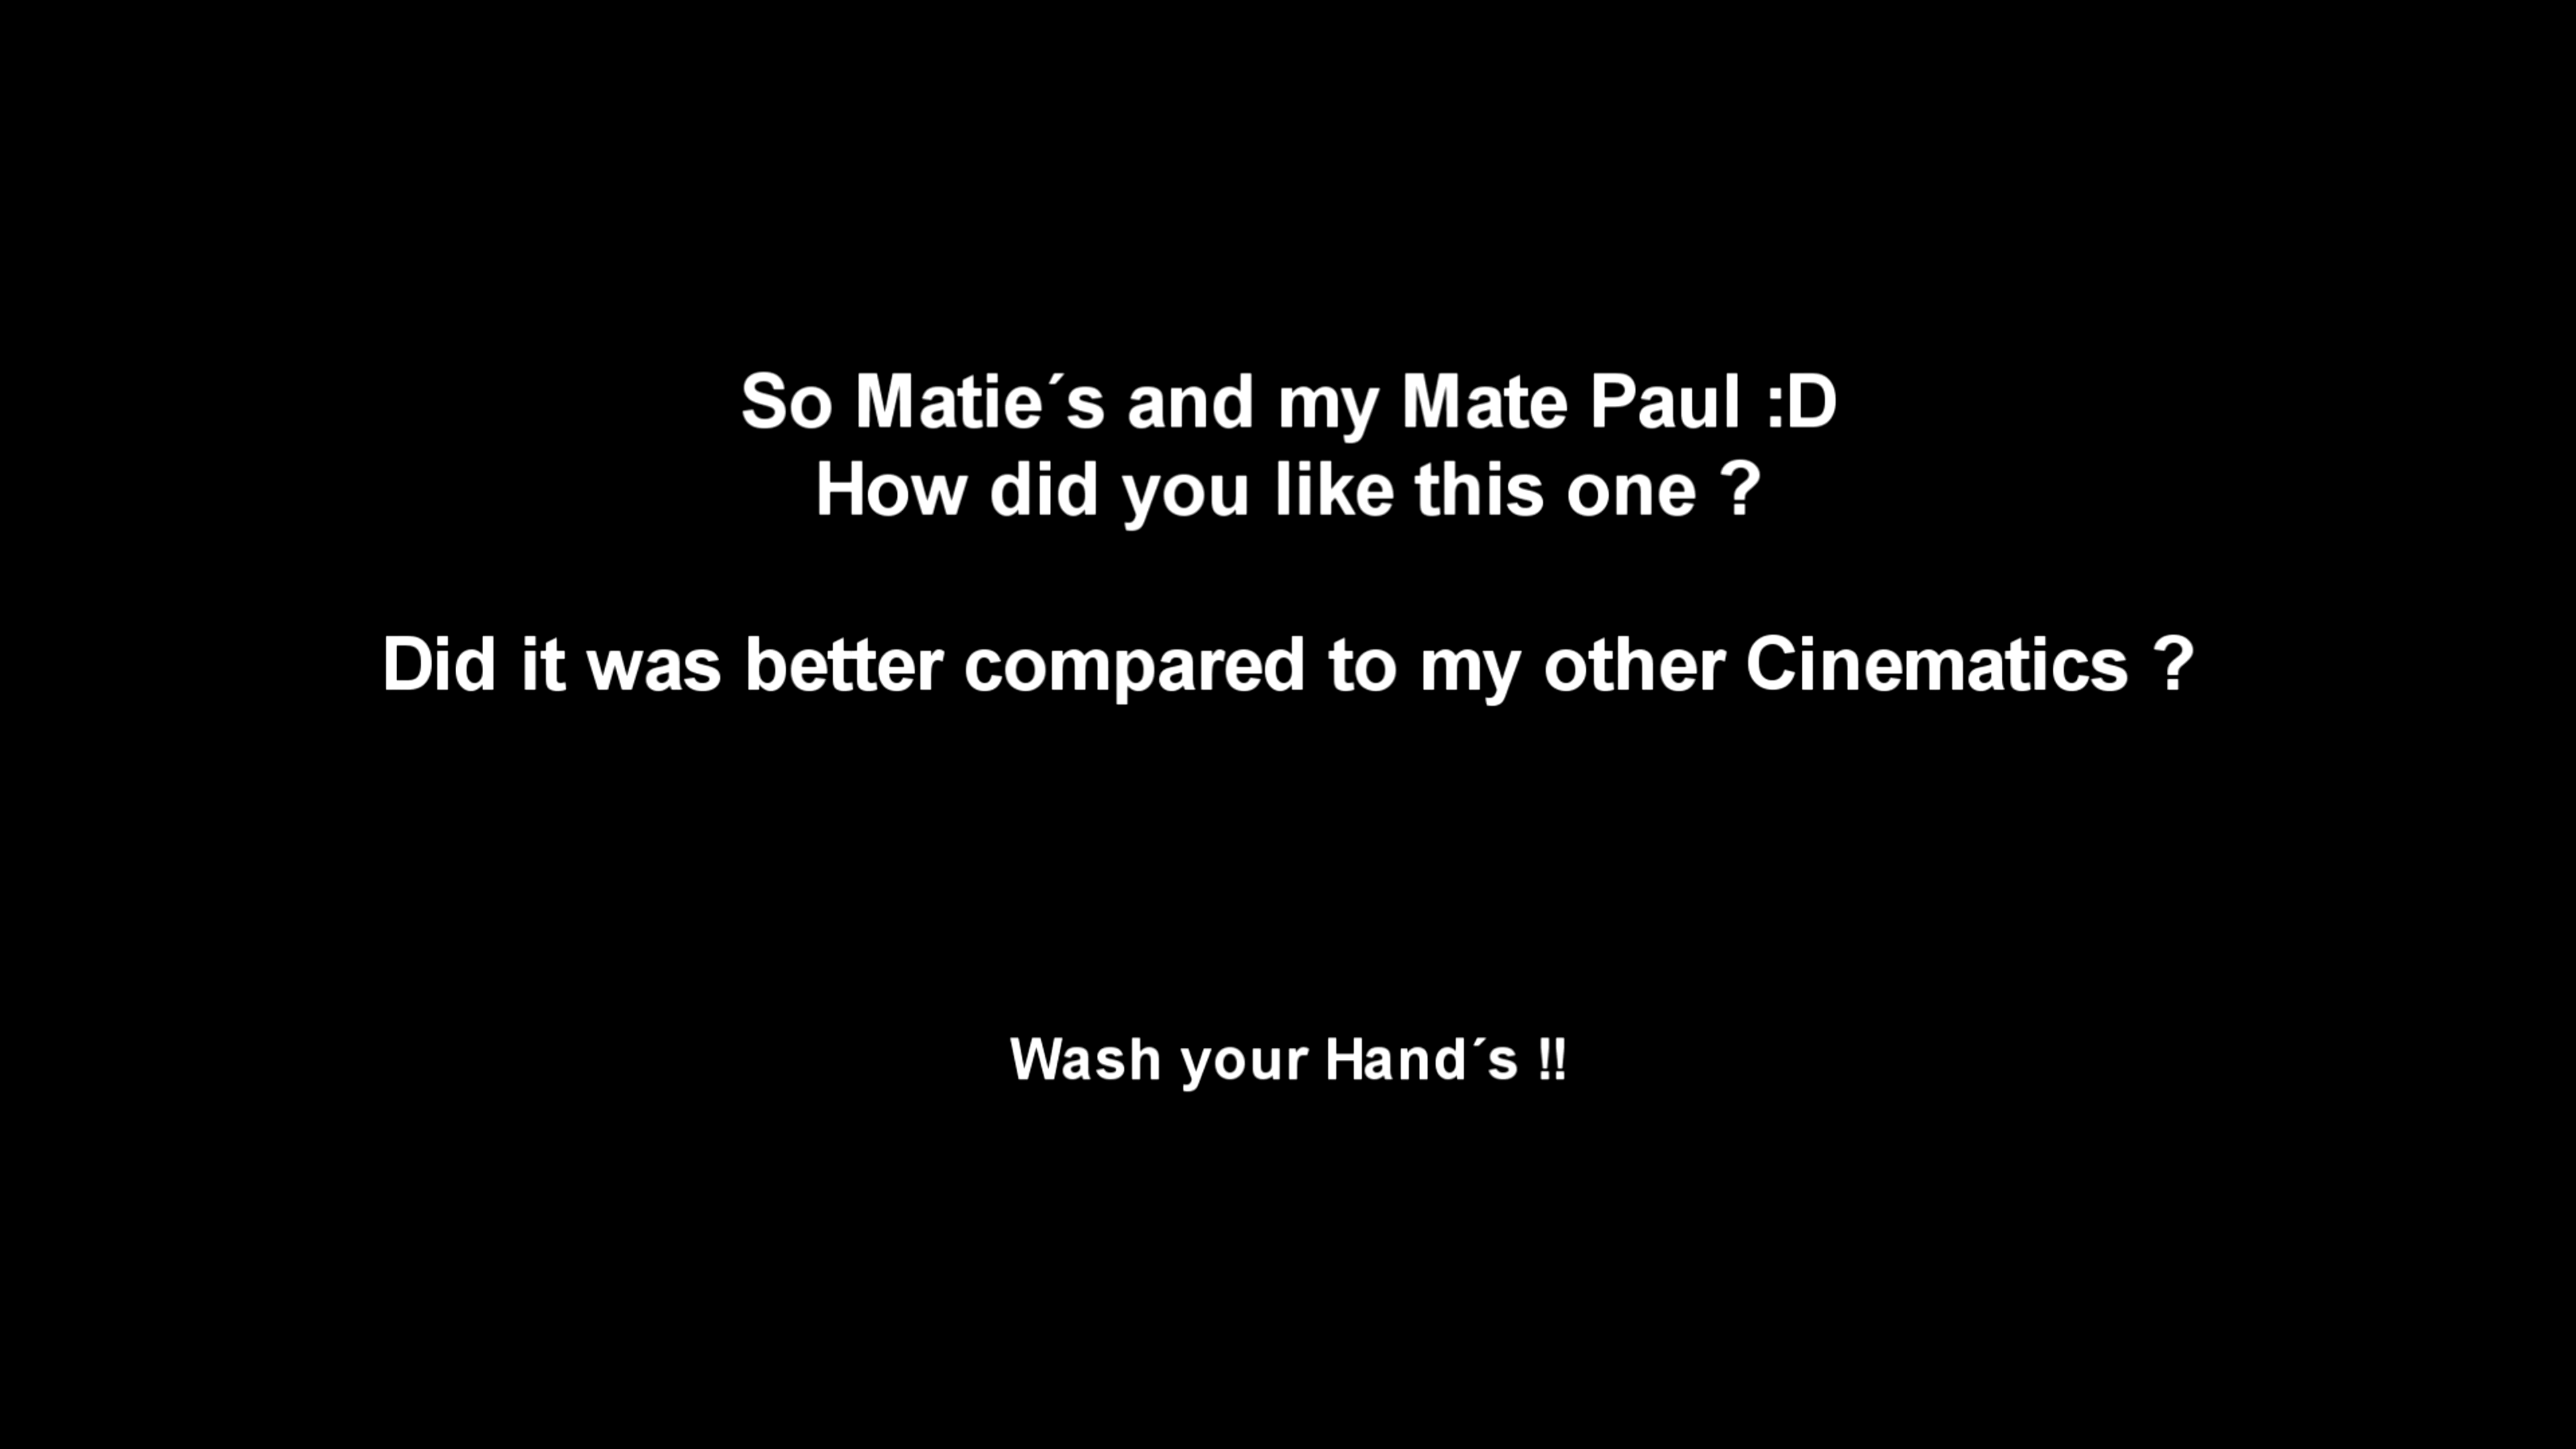 So Matie´s and my Mate Paul :D
How did you like this one ?
Did it was better compared to my other Cinematics ?
Wash your Hand´s !!